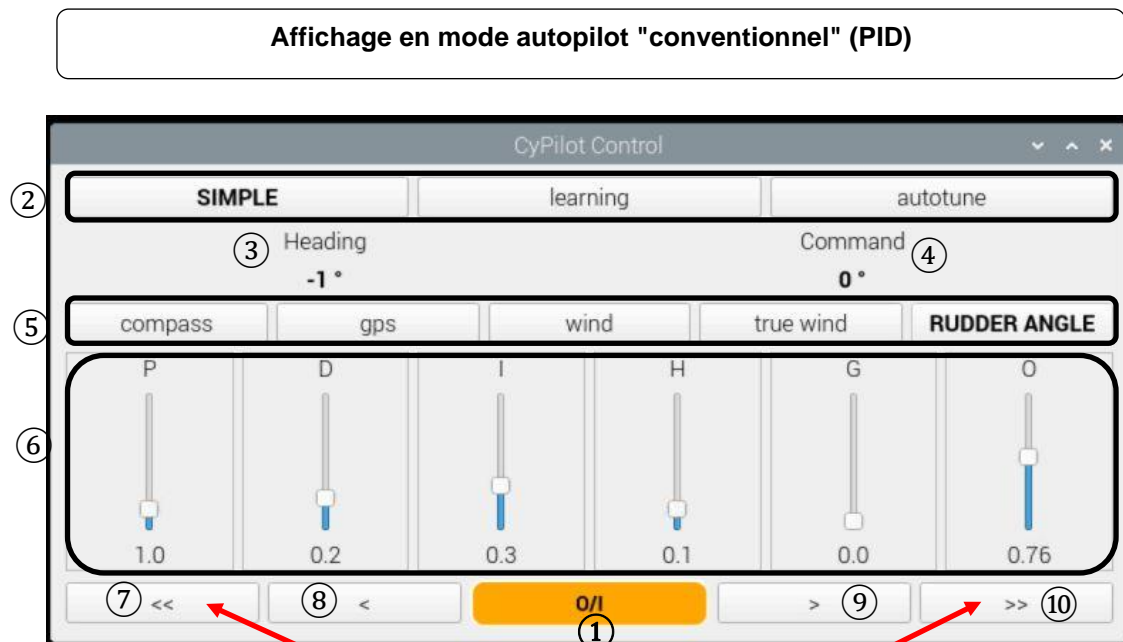 Affichage en mode autopilot "conventionnel" (PID)
CyPilot Control
② SIMPLE learning autotune
③ Heading Command ④
-1 ° 0 °
⑤ compass gps wind true wind RUDDER ANGLE
P D I H G O
⑥
1.0 0.2 0.3 0.1 0.0 0.76
⑦ << ⑧ < O/I > ⑨ >> ⑩
①